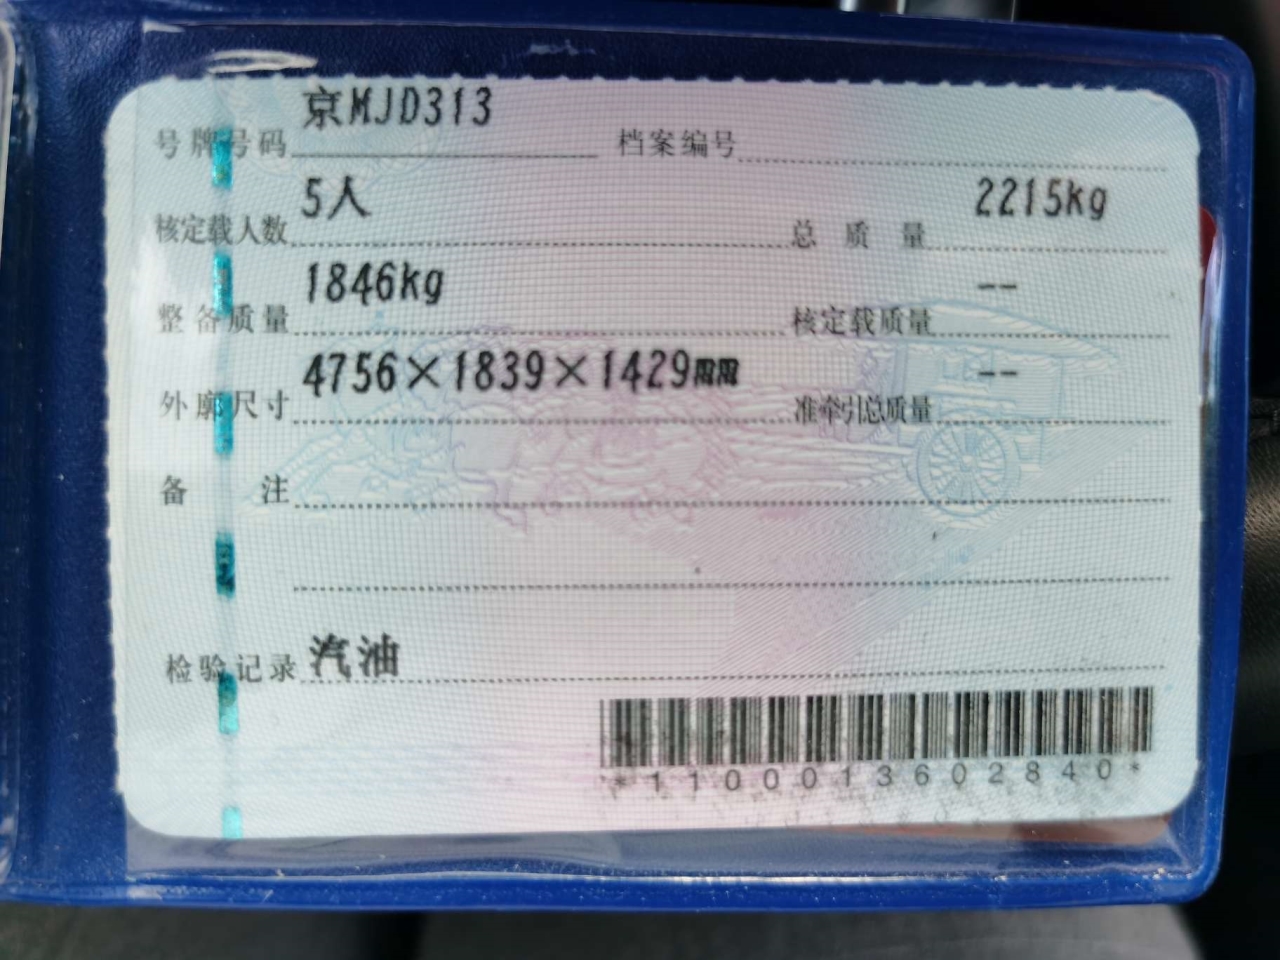 号牌号码 京MJD313 档案编号
核定载人数 5人 总质量 2215kg
整备质量 1846kg 核定载质量 --
外廓尺寸 4756×1839×1429mm 准牵引总质量 --
备注
检验记录 汽油
*1100013602840*